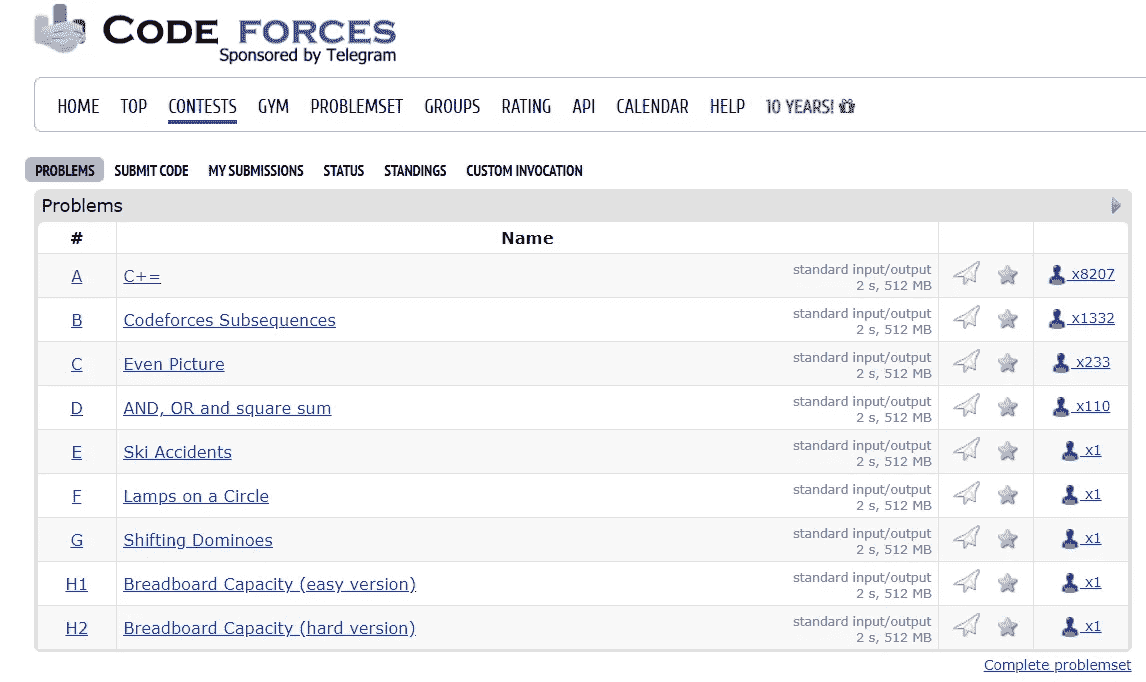 CODE FORCES
Sponsored by Telegram
HOME TOP CONTESTS GYM PROBLEMSET GROUPS RATING API CALENDAR HELP 10 YEARS!
PROBLEMS SUBMIT CODE MY SUBMISSIONS STATUS STANDINGS CUSTOM INVOCATION
Problems
# Name
A C+= standard input/output x8207
2 s, 512 MB
B Codeforces Subsequences standard input/output x1332
2 s, 512 MB
C Even Picture standard input/output x233
2 s, 512 MB
D AND, OR and square sum standard input/output x110
2 s, 512 MB
E Ski Accidents standard input/output x1
2 s, 512 MB
F Lamps on a Circle standard input/output x1
2 s, 512 MB
G Shifting Dominoes standard input/output x1
2 s, 512 MB
H1 Breadboard Capacity (easy version) standard input/output x1
2 s, 512 MB
H2 Breadboard Capacity (hard version) standard input/output x1
2 s, 512 MB
Complete problemset